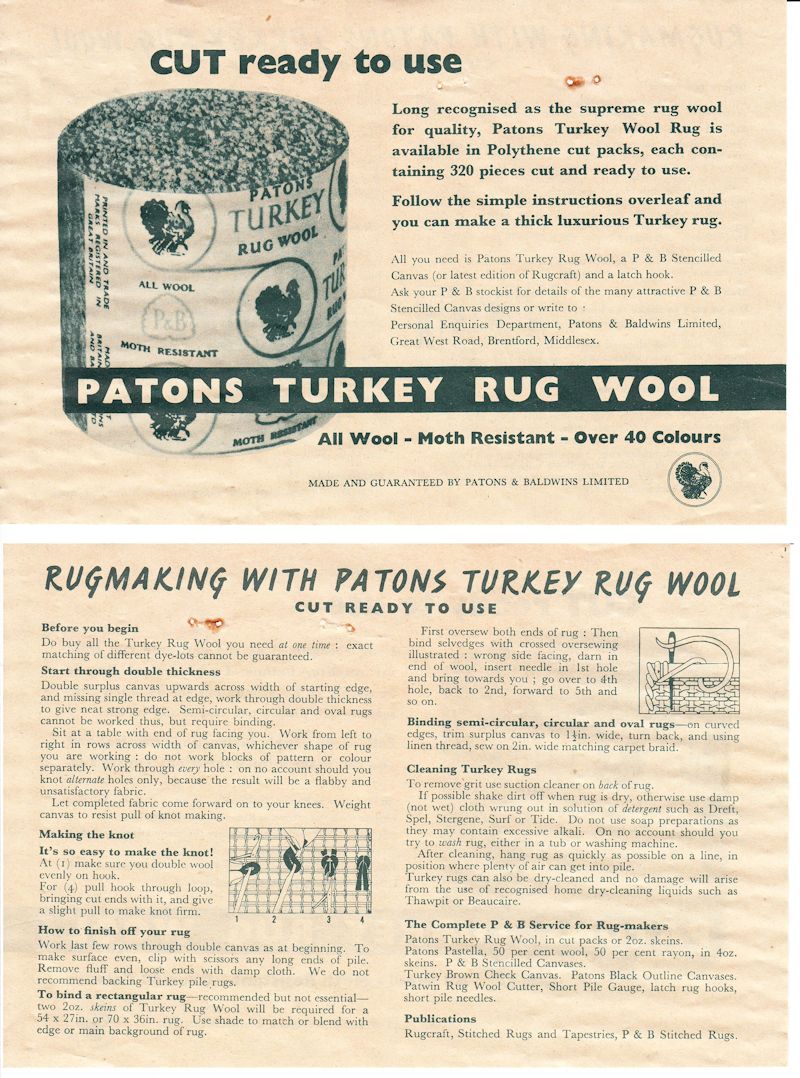 CUT ready to use
Long recognised as the supreme rug wool
for quality, Patons Turkey Wool Rug is
available in Polythene cut packs, each con-
taining 320 pieces cut and ready to use.
Follow the simple instructions overleaf and
you can make a thick luxurious Turkey rug.
All you need is Patons Turkey Rug Wool, a P & B Stencilled
Canvas (or latest edition of Rugcraft) and a latch hook.
Ask your P & B stockist for details of the many attractive P & B
Stencilled Canvas designs or write to :
Personal Enquiries Department, Patons & Baldwins Limited,
Great West Road, Brentford, Middlesex.
PATONS
TURKEY
RUG WOOL
PRINTED IN AND TRADE
MARKS REGISTERED IN
GREAT BRITAIN
ALL WOOL
P&B
MOTH RESISTANT
PATONS TURKEY RUG WOOL
MOTH RESISTANT
All Wool - Moth Resistant - Over 40 Colours
MADE AND GUARANTEED BY PATONS & BALDWINS LIMITED
RUGMAKING WITH PATONS TURKEY RUG WOOL
CUT READY TO USE
Before you begin
Do buy all the Turkey Rug Wool you need at one time : exact
matching of different dye-lots cannot be guaranteed.
Start through double thickness
Double surplus canvas upwards across width of starting edge,
and missing single thread at edge, work through double thickness
to give neat strong edge. Semi-circular, circular and oval rugs
cannot be worked thus, but require binding.
Sit at a table with end of rug facing you. Work from left to
right in rows across width of canvas, whichever shape of rug
you are working : do not work blocks of pattern or colour
separately. Work through every hole : on no account should you
knot alternate holes only, because the result will be a flabby and
unsatisfactory fabric.
Let completed fabric come forward on to your knees. Weight
canvas to resist pull of knot making.
Making the knot
It's so easy to make the knot!
At (1) make sure you double wool
evenly on hook.
For (4) pull hook through loop,
bringing cut ends with it, and give
a slight pull to make knot firm.
1 2 3 4
How to finish off your rug
Work last few rows through double canvas as at beginning. To
make surface even, clip with scissors any long ends of pile.
Remove fluff and loose ends with damp cloth. We do not
recommend backing Turkey pile rugs.
To bind a rectangular rug—recommended but not essential—
two 2oz. skeins of Turkey Rug Wool will be required for a
54 x 27in. or 70 x 36in. rug. Use shade to match or blend with
edge or main background of rug.
First oversew both ends of rug : Then
bind selvedges with crossed oversewing
illustrated : wrong side facing, darn in
end of wool, insert needle in 1st hole
and bring towards you ; go over to 4th
hole, back to 2nd, forward to 5th and
so on.
Binding semi-circular, circular and oval rugs—on curved
edges, trim surplus canvas to 1½in. wide, turn back, and using
linen thread, sew on 2in. wide matching carpet braid.
Cleaning Turkey Rugs
To remove grit use suction cleaner on back of rug.
If possible shake dirt off when rug is dry, otherwise use damp
(not wet) cloth wrung out in solution of detergent such as Dreft,
Spel, Stergene, Surf or Tide. Do not use soap preparations as
they may contain excessive alkali. On no account should you
try to wash rug, either in a tub or washing machine.
After cleaning, hang rug as quickly as possible on a line, in
position where plenty of air can get into pile.
Turkey rugs can also be dry-cleaned and no damage will arise
from the use of recognised home dry-cleaning liquids such as
Thawpit or Beaucaire.
The Complete P & B Service for Rug-makers
Patons Turkey Rug Wool, in cut packs or 2oz. skeins.
Patons Pastella, 50 per cent wool, 50 per cent rayon, in 4oz.
skeins. P & B Stencilled Canvases.
Turkey Brown Check Canvas. Patons Black Outline Canvases.
Patwin Rug Wool Cutter, Short Pile Gauge, latch rug hooks,
short pile needles.
Publications
Rugcraft, Stitched Rugs and Tapestries, P & B Stitched Rugs.